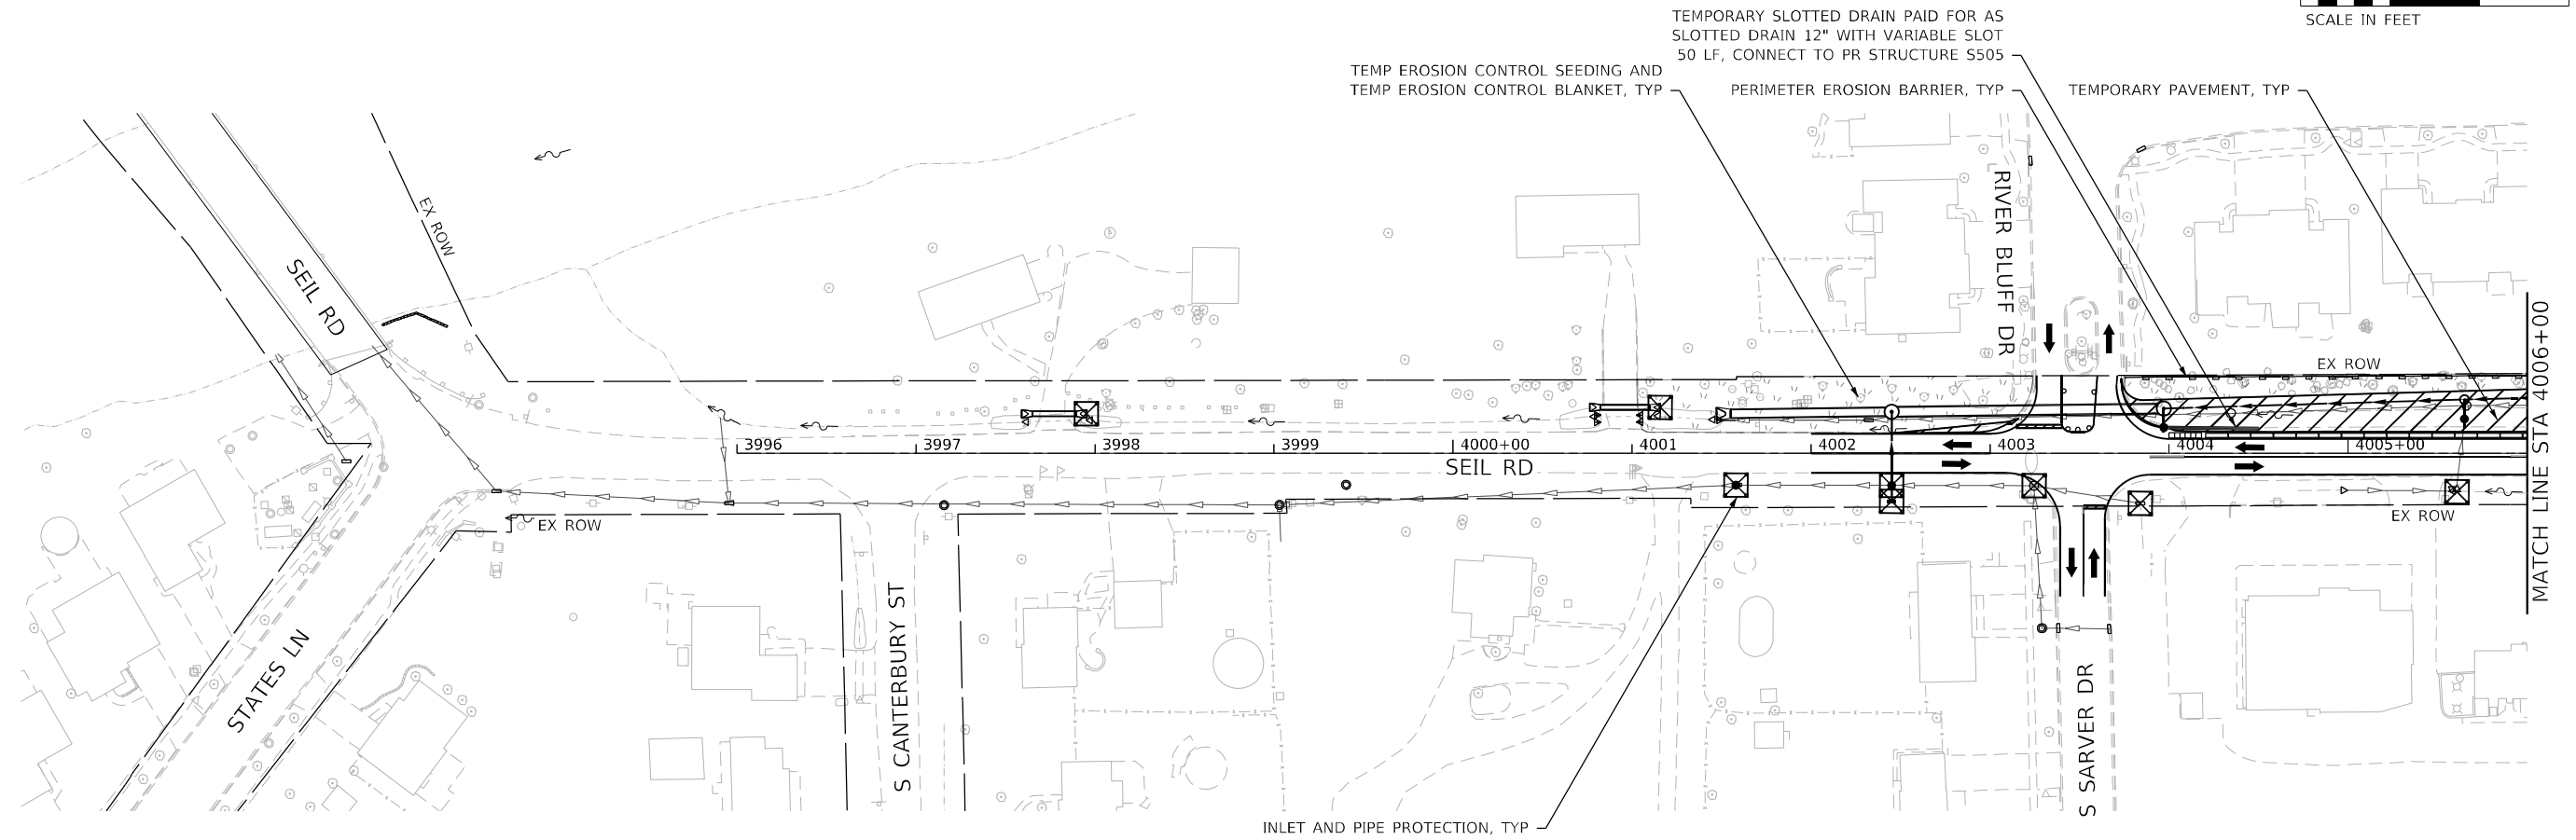 SCALE IN FEET
TEMPORARY SLOTTED DRAIN PAID FOR AS
SLOTTED DRAIN 12" WITH VARIABLE SLOT
50 LF, CONNECT TO PR STRUCTURE S505
TEMP EROSION CONTROL SEEDING AND
TEMP EROSION CONTROL BLANKET, TYP
PERIMETER EROSION BARRIER, TYP
TEMPORARY PAVEMENT, TYP
EX ROW
SEIL RD
RIVER BLUFF DR
EX ROW
MATCH LINE STA 4006+00
3996
3997
3998
3999
4000+00
4001
4002
4003
4004
4005+00
SEIL RD
EX ROW
EX ROW
STATES LN
S CANTERBURY ST
S SARVER DR
INLET AND PIPE PROTECTION, TYP